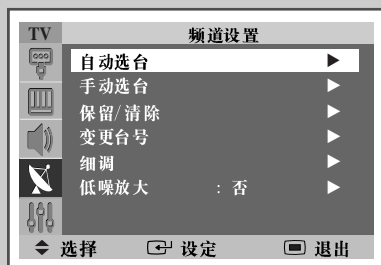 TV 频道设置
自动选台
手动选台
保留/清除
变更台号
细调
低噪放大 : 否
选择 设定 退出